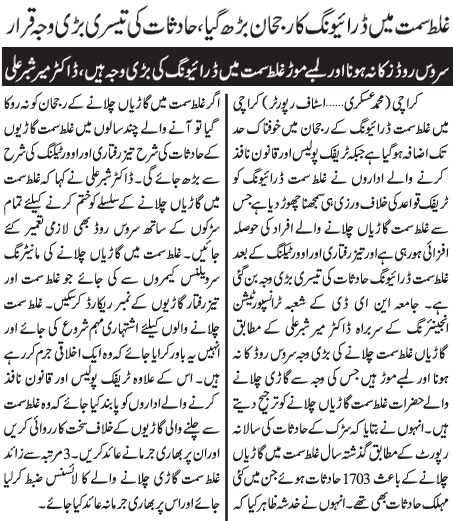 غلط سمت میں ڈرائیونگ کا رجحان بڑھ گیا، حادثات کی تیسری بڑی وجہ قرار
سروس روڈز کا نہ ہونا اور لمبے موڑ غلط سمت میں ڈرائیونگ کی بڑی وجہ ہیں، ڈاکٹر میر شبر علی
کراچی (محمد عسکری......اسٹاف رپورٹر) کراچی
میں غلط سمت ڈرائیونگ کے رجحان میں خوفناک حد
تک اضافہ ہو گیا ہے جبکہ ٹریفک پولیس اور قانون نافذ
کرنے والے اداروں نے غلط سمت ڈرائیونگ کو
ٹریفک قواعد کی خلاف ورزی ہی سمجھنا چھوڑ دیا ہے جس
سے غلط سمت میں گاڑیاں چلانے والے افراد کی حوصلہ
افزائی ہو رہی ہے اور تیز رفتاری اور اوورٹیکنگ کے بعد
غلط سمت ڈرائیونگ حادثات کی تیسری بڑی وجہ بن گئی
ہے۔ جامعہ این ای ڈی کے شعبہ ٹرانسپورٹیشن
انجینئرنگ کے سربراہ ڈاکٹر میر شبر علی کے مطابق
گاڑیاں غلط سمت میں چلانے کی بڑی وجہ سروس روڈ کا نہ
ہونا اور لمبے موڑ ہیں جس کی وجہ سے گاڑی چلانے
والے حضرات غلط سمت گاڑیاں چلانے کو ترجیح دیتے
ہیں۔ انہوں نے بتایا کہ سڑک کے حادثات کی سالانہ
رپورٹ کے مطابق گذشتہ سال غلط سمت میں گاڑیاں
چلانے کے باعث 1703 حادثات ہوئے جن میں کئی
مہلک حادثات بھی تھے۔ انہوں نے خدشہ ظاہر کیا کہ
اگر غلط سمت میں گاڑیاں چلانے کے رجحان کو نہ روکا
گیا تو آنے والے چند سالوں میں غلط سمت گاڑیوں
کے حادثات کی شرح تیز رفتاری اور اوورٹیکنگ کی شرح
سے بڑھ جائے گی۔ ڈاکٹر شبر علی نے کہا کہ غلط سمت
میں گاڑیاں چلانے کے سلسلے کو ختم کرنے کیلئے تمام
سڑکوں کے ساتھ سروس روڈ بھی لازمی تعمیر کئے
جائیں۔ غلط سمت میں گاڑیاں چلانے کی مانیٹرنگ
سرویلنس کیمروں سے کی جائے جو غلط سمت اور
تیز رفتار گاڑیوں کے نمبر ریکارڈ کر سکیں۔ غلط سمت
چلانے والوں کیلئے اشتہاری مہم شروع کی جائے اور
انہیں یہ باور کرایا جائے کہ وہ ایک اخلاقی جرم کر رہے
ہیں۔ اس کے علاوہ ٹریفک پولیس اور قانون نافذ
کرنے والے اداروں کو پابند کیا جائے کہ وہ غلط سمت
سے چلنے والی گاڑیوں کے خلاف سخت کارروائی کریں
اور ان پر بھاری جرمانہ عائد کیا جائے۔ 3 مرتبہ سے زائد
غلط سمت گاڑی چلانے والے کا لائسنس ضبط کر لیا
جائے اور اس پر بھاری جرمانہ عائد کیا جائے۔